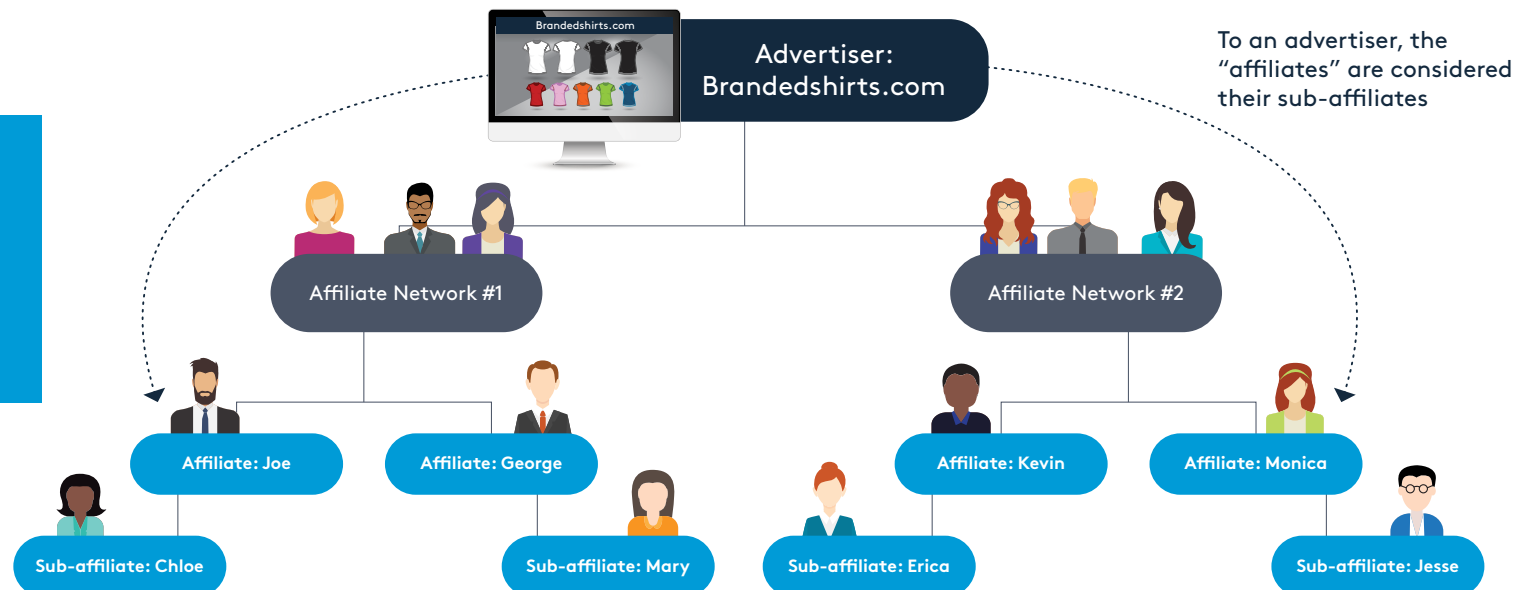 Brandedshirts.com
Advertiser:
Brandedshirts.com
To an advertiser, the
“affiliates” are considered
their sub-affiliates
Affiliate Network #1
Affiliate Network #2
Affiliate: Joe
Affiliate: George
Affiliate: Kevin
Affiliate: Monica
Sub-affiliate: Chloe
Sub-affiliate: Mary
Sub-affiliate: Erica
Sub-affiliate: Jesse